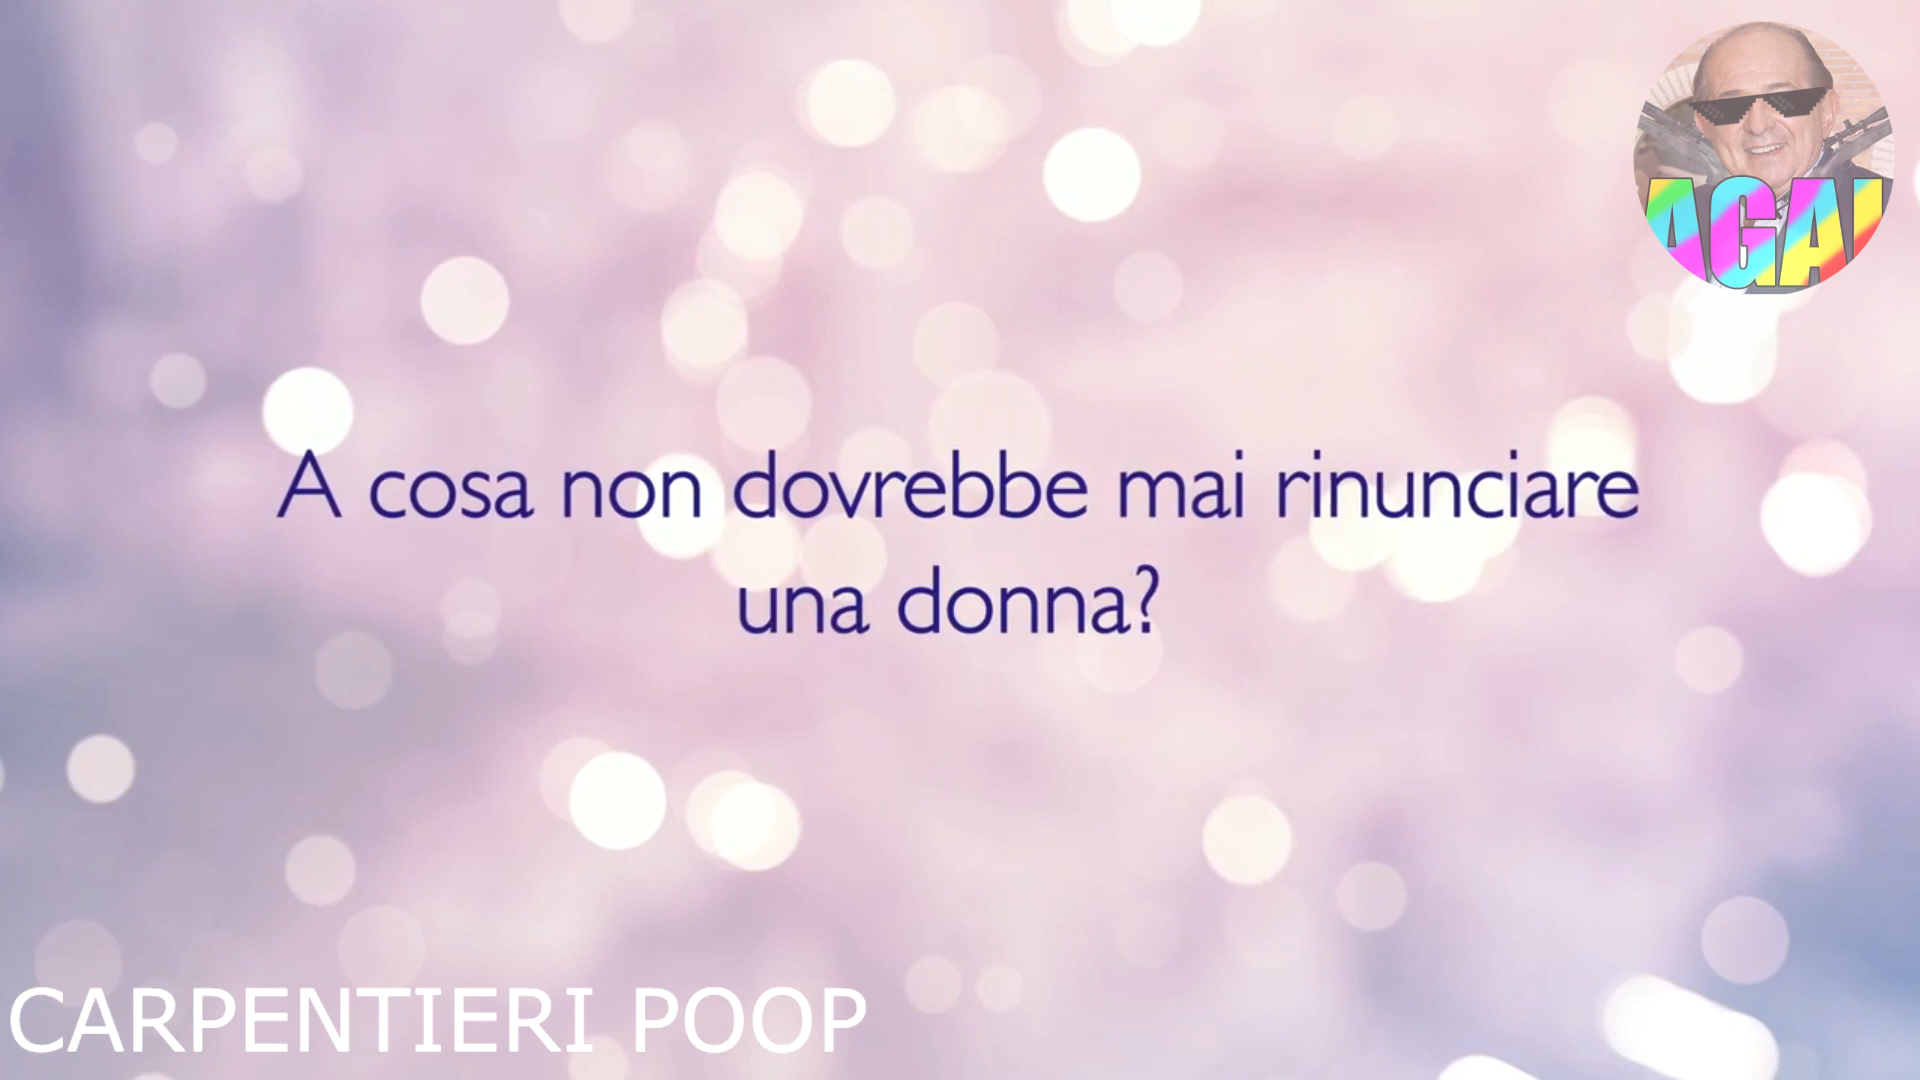 AGAI
A cosa non dovrebbe mai rinunciare
una donna?
CARPENTIERI POOP